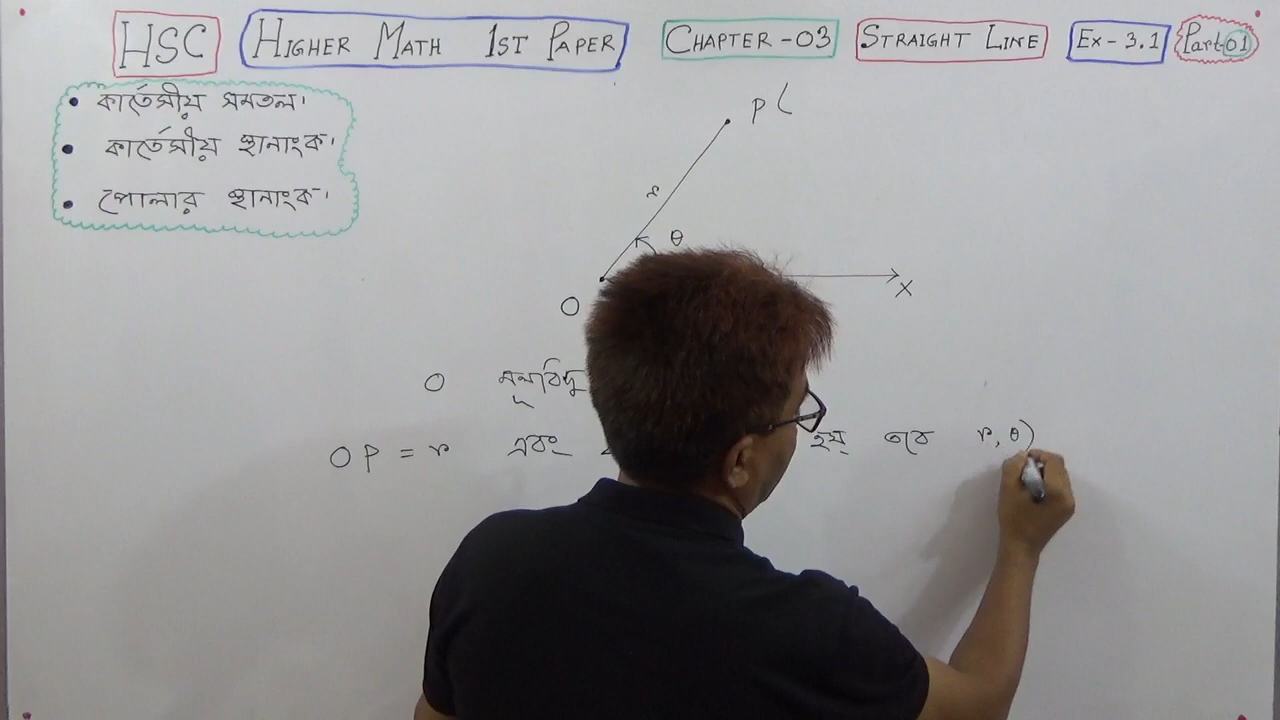 HSC HIGHER MATH 1ST PAPER CHAPTER-03 STRAIGHT LINE Ex-3.1 Part-01
• কার্তেসীয় সমতল।
• কার্তেসীয় স্থানাংক।
• পোলার স্থানাংক।
P(
r
θ
X
O
O মূলবিন্দু
OP = r এবং হয় তবে r, θ)